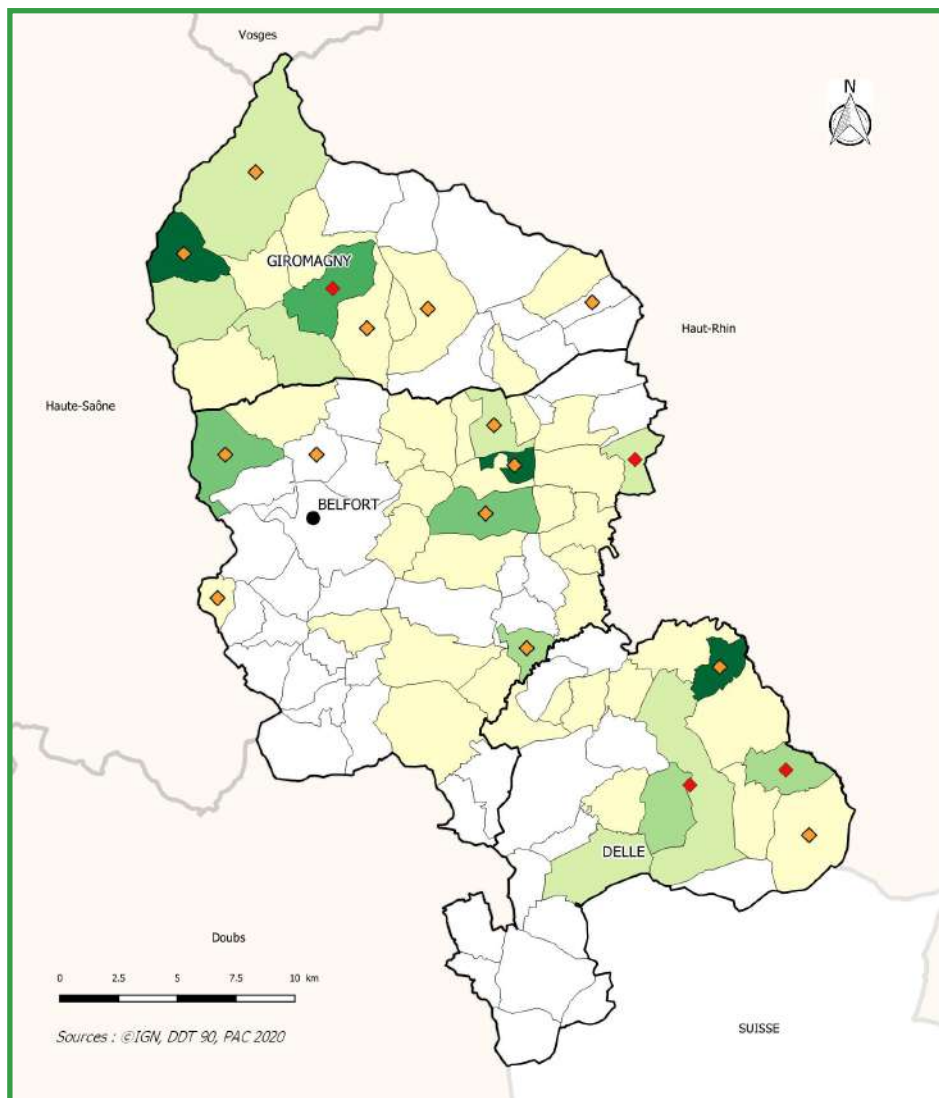 Vosges
N
GIROMAGNY
Haut-Rhin
Haute-Saône
BELFORT
DELLE
Doubs
0 2.5 5 7.5 10 km
SUISSE
Sources : ©IGN, DDT 90, PAC 2020